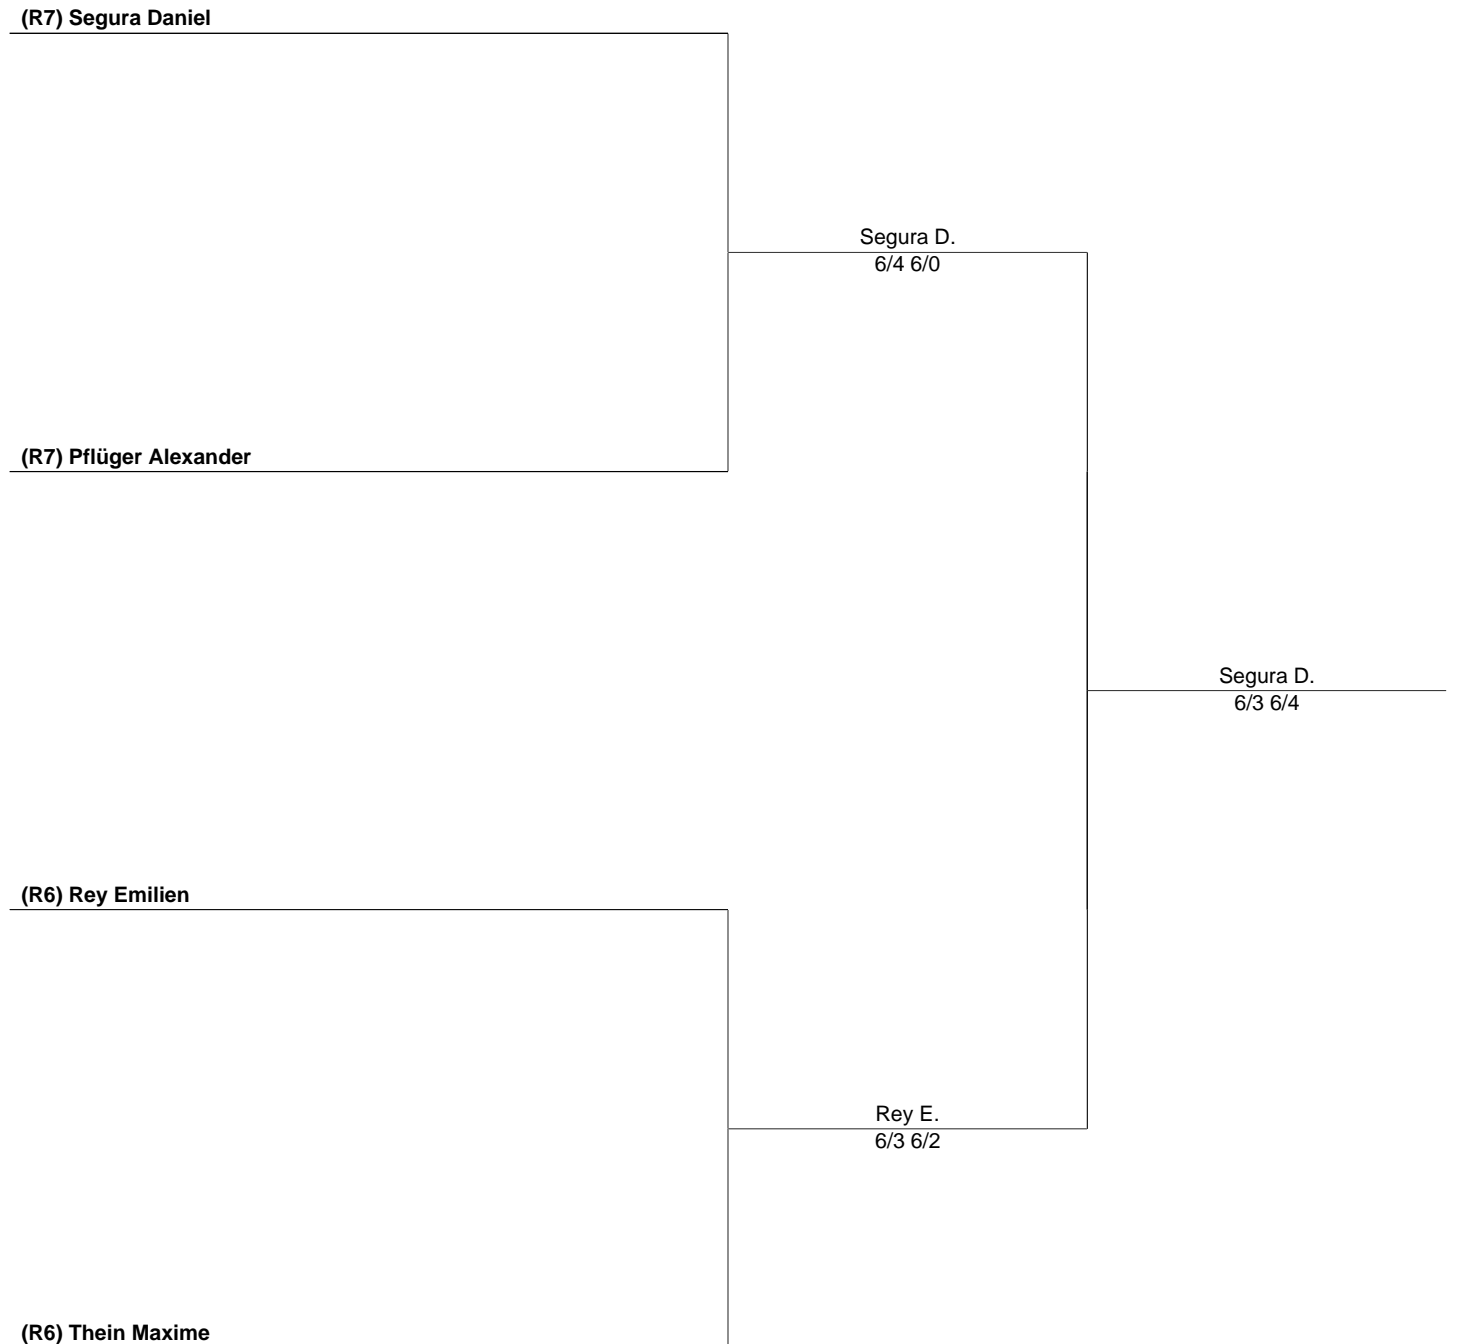 (R7) Segura Daniel
Segura D.
6/4 6/0
(R7) Pflüger Alexander
Segura D.
6/3 6/4
(R6) Rey Emilien
Rey E.
6/3 6/2
(R6) Thein Maxime